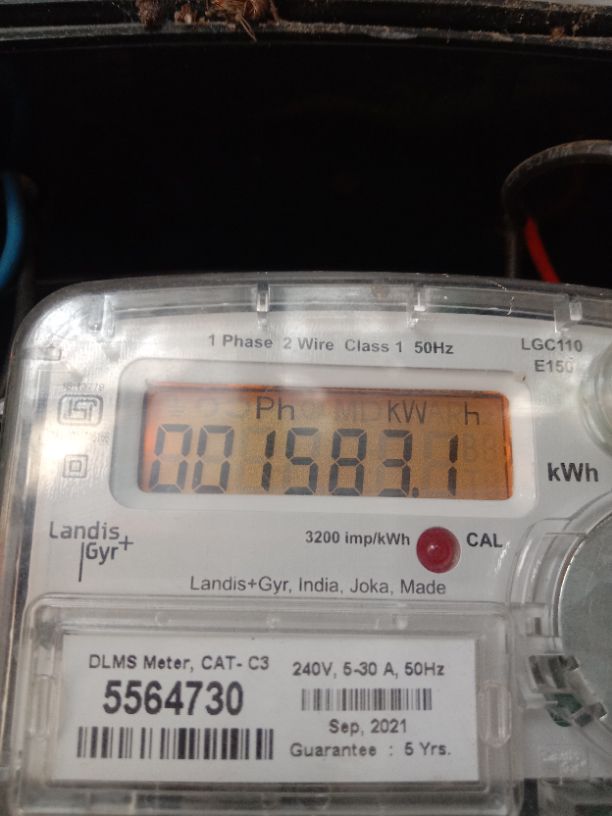 1 Phase 2 Wire Class 1 50Hz
LGC110
E150
ISI
Ph kW h
001583.1
kWh
Landis
Gyr+
3200 imp/kWh CAL
Landis+Gyr, India, Joka, Made
DLMS Meter, CAT- C3
5564730
240V, 5-30 A, 50Hz
Sep, 2021
Guarantee : 5 Yrs.